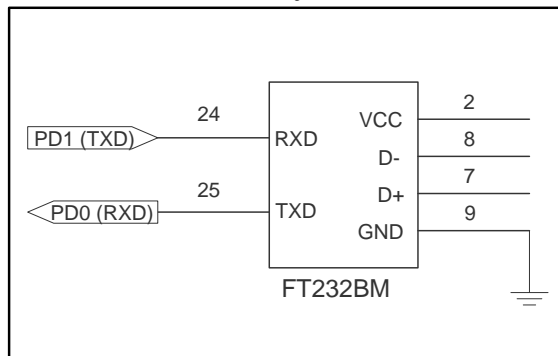 24
2
PD1 (TXD)
RXD
VCC
8
D-
25
7
PD0 (RXD)
TXD
D+
9
GND
FT232BM